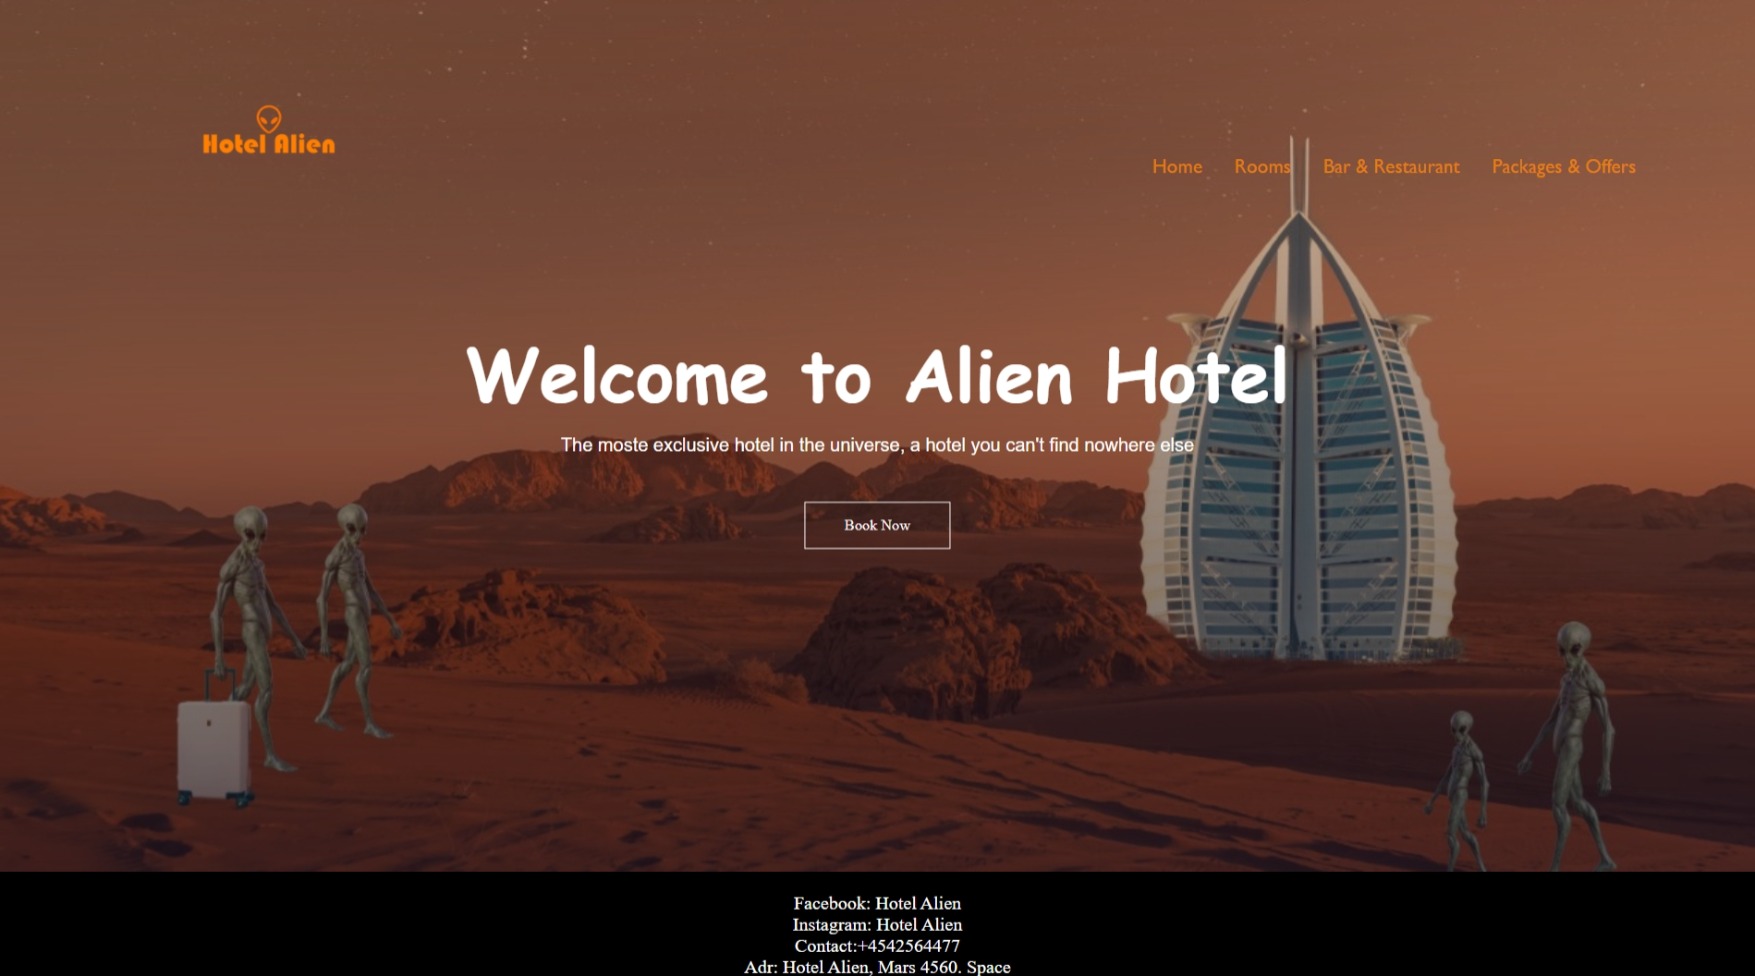 Hotel Alien
Home Rooms Bar & Restaurant Packages & Offers
Welcome to Alien Hotel
The moste exclusive hotel in the universe, a hotel you can't find nowhere else
Book Now
Facebook: Hotel Alien
Instagram: Hotel Alien
Contact:+4542564477
Adr: Hotel Alien, Mars 4560. Space